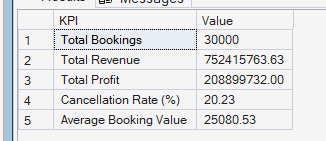 Messages
KPI Value
1 Total Bookings 30000
2 Total Revenue 752415763.63
3 Total Profit 208899732.00
4 Cancellation Rate (%) 20.23
5 Average Booking Value 25080.53